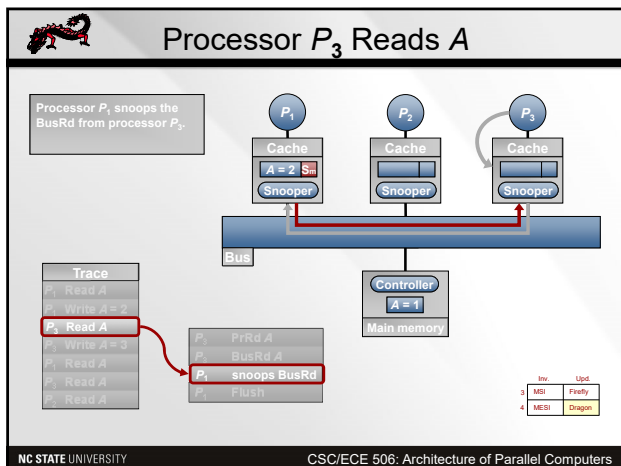 Processor P3 Reads A
Processor P1 snoops the
BusRd from processor P3.
P1
P2
P3
Cache
Cache
Cache
A = 2 Sm
Snooper
Snooper
Snooper
Bus
Controller
A = 1
Main memory
Trace
P1 Read A
P1 Write A = 2
P3 Read A
P3 Write A = 3
P1 Read A
P3 Read A
Read A
P3 PrRd A
P3 BusRd A
P1 snoops BusRd
P1 Flush
Inv. Upd.
3 MSI Firefly
4 MESI Dragon
NC STATE UNIVERSITY
CSC/ECE 506: Architecture of Parallel Computers